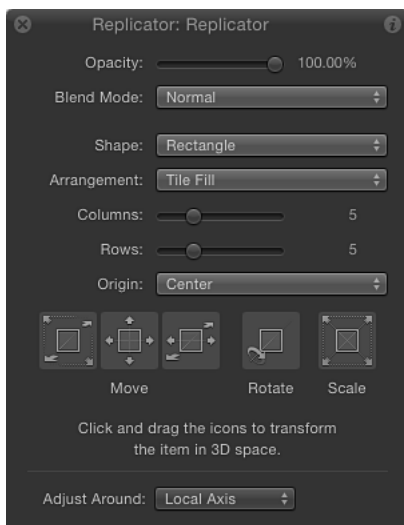 Replicator: Replicator
Opacity: 100.00%
Blend Mode: Normal
Shape: Rectangle
Arrangement: Tile Fill
Columns: 5
Rows: 5
Origin: Center
Move Rotate Scale
Click and drag the icons to transform
the item in 3D space.
Adjust Around: Local Axis